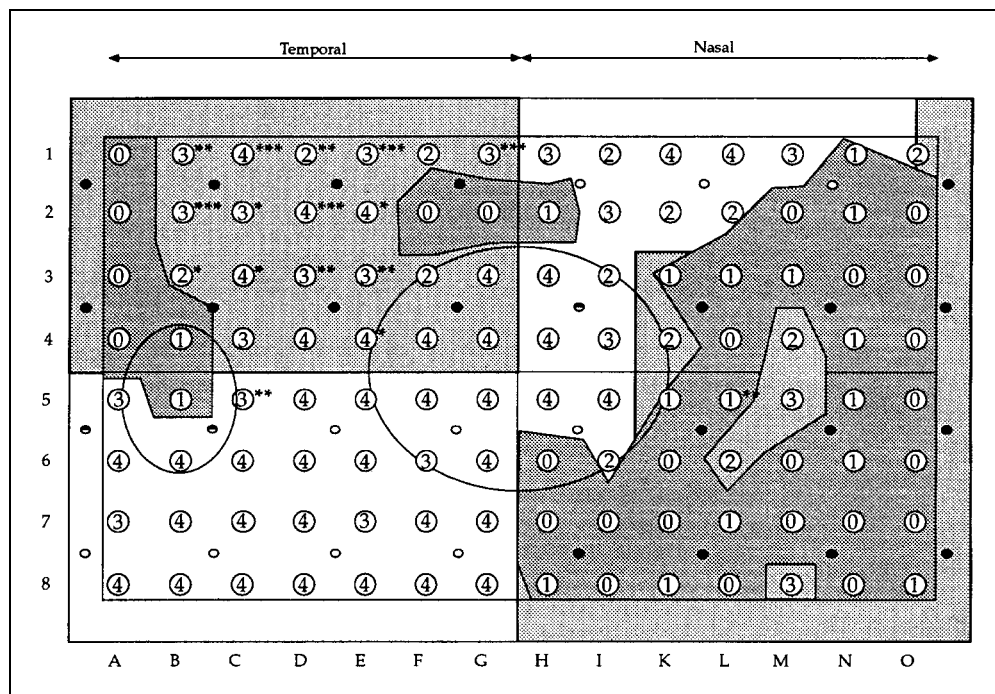 Temporal Nasal
1 0 3** 4*** 2** 3*** 2 3*** 3 2 4 4 3 1 2
2 0 3*** 3* 4*** 4* 0 0 1 3 2 2 0 1 0
3 0 2* 4* 3** 3** 2 4 4 2 1 1 1 0 0
4 0 1 3 4 4* 4 4 4 3 2 0 2 1 0
5 3 1 3** 4 4 4 4 4 4 1 1** 3 1 0
6 4 4 4 4 4 3 4 0 2 0 2 0 1 0
7 3 4 4 4 3 4 4 0 0 0 1 0 0 0
8 4 4 4 4 4 4 4 1 0 1 0 3 0 1
A B C D E F G H I K L M N O